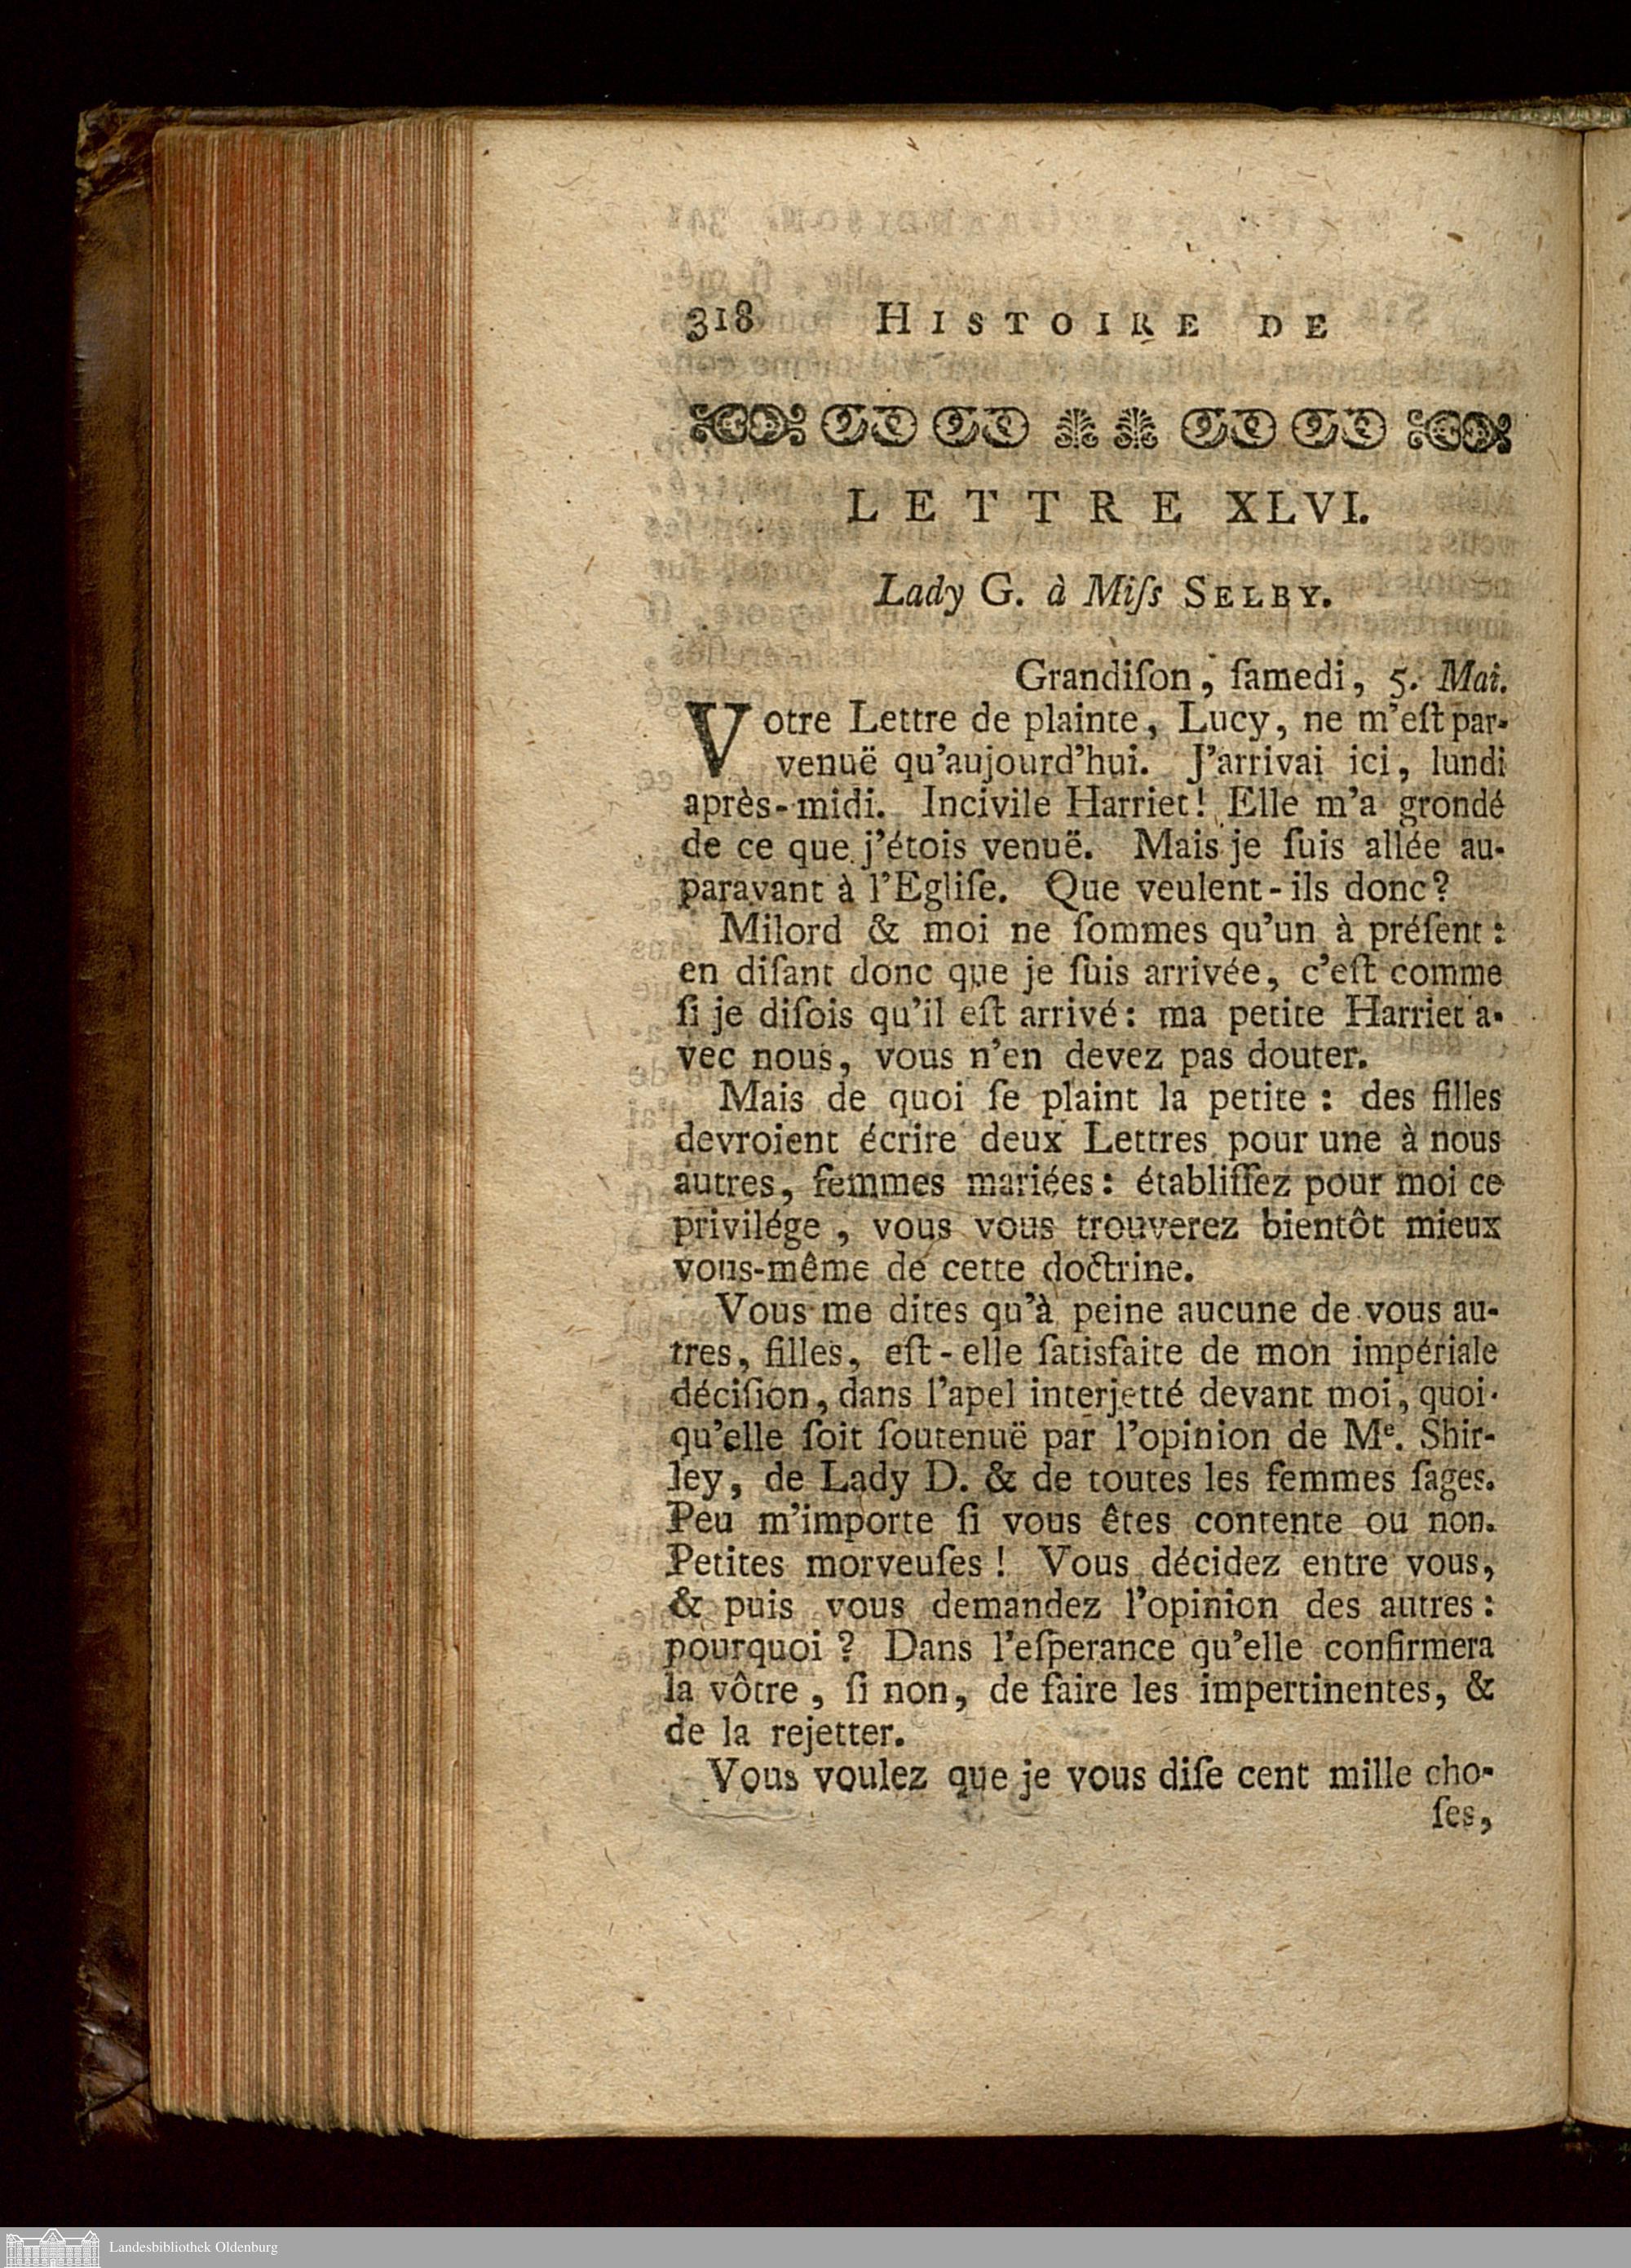 318 HISTOIRE DE
LETTRE XLVI.
Lady G. à Miſs SELBY.
Grandiſon, ſamedi, 5. Mai.
Votre Lettre de plainte, Lucy, ne m'eſt par-
venuë qu'aujourd'hui. J'arrivai ici, lundi
après-midi. Incivile Harriet! Elle m'a grondé
de ce que j'étois venuë. Mais je ſuis allée au-
paravant à l'Egliſe. Que veulent-ils donc?
Milord & moi ne ſommes qu'un à préſent:
en diſant donc que je ſuis arrivée, c'eſt comme
ſi je diſois qu'il eſt arrivé: ma petite Harriet a-
vec nous, vous n'en devez pas douter.
Mais de quoi ſe plaint la petite: des filles
devroient écrire deux Lettres pour une à nous
autres, femmes mariées: établiſſez pour moi ce
privilége, vous vous trouverez bientôt mieux
vous-même de cette doctrine.
Vous me dites qu'à peine aucune de vous au-
tres, filles, eſt-elle ſatisfaite de mon impériale
déciſion, dans l'apel interjetté devant moi, quoi-
qu'elle ſoit ſoutenuë par l'opinion de Me. Shir-
ley, de Lady D. & de toutes les femmes ſages.
Peu m'importe ſi vous êtes contente ou non.
Petites morveuſes! Vous décidez entre vous,
& puis vous demandez l'opinion des autres:
pourquoi? Dans l'eſperance qu'elle confirmera
la vôtre, ſi non, de faire les impertinentes, &
de la rejetter.
Vous voulez que je vous diſe cent mille cho-
ſes,
Landesbibliothek Oldenburg